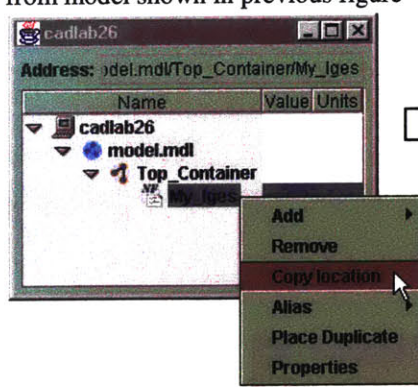 from model shown in previous figure
cadlab26
Address: odel.mdl/Top_Container/My_Iges
Name Value Units
cadlab26
model.mdl
Top_Container
My_Iges
Add
Remove
Copy location
Alias
Place Duplicate
Properties